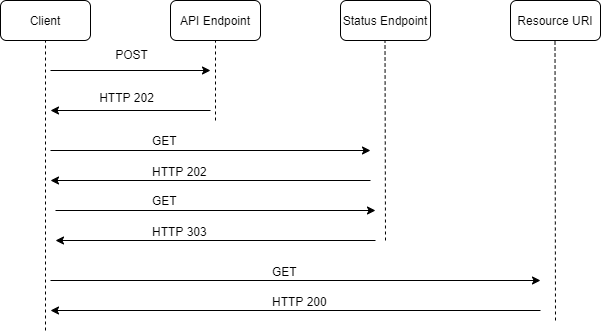 Client
API Endpoint
Status Endpoint
Resource URI
POST
HTTP 202
GET
HTTP 202
GET
HTTP 303
GET
HTTP 200